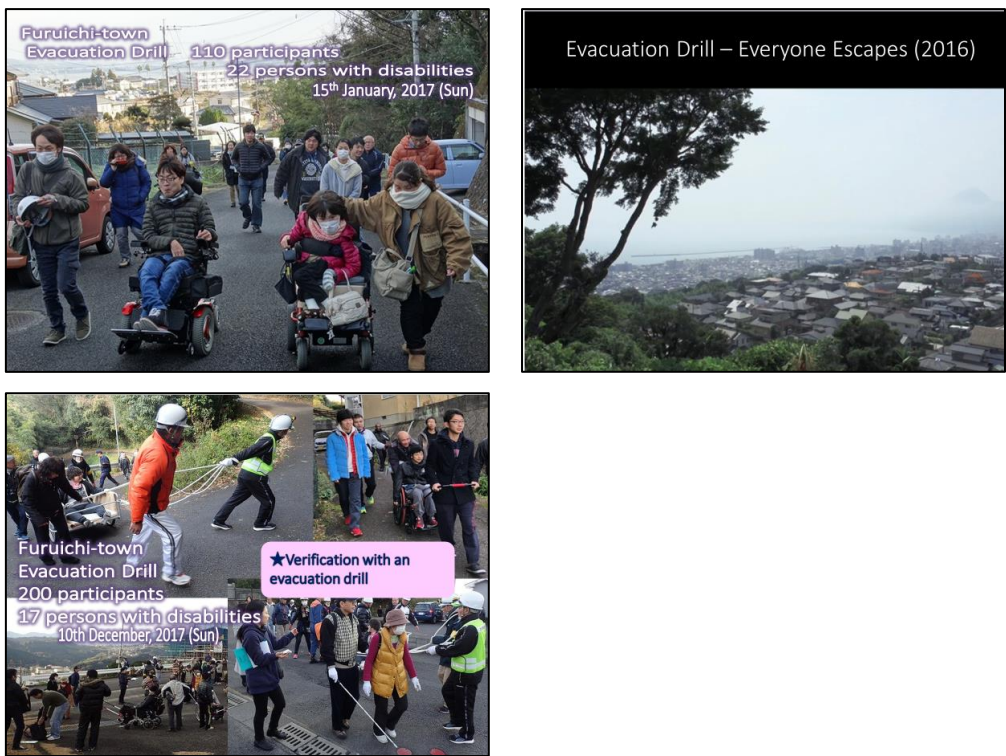 Furuichi-town
Evacuation Drill 110 participants
22 persons with disabilities
15th January, 2017 (Sun)
Evacuation Drill – Everyone Escapes (2016)
Furuichi-town
Evacuation Drill
200 participants
17 persons with disabilities
10th December, 2017 (Sun)
★Verification with an
evacuation drill